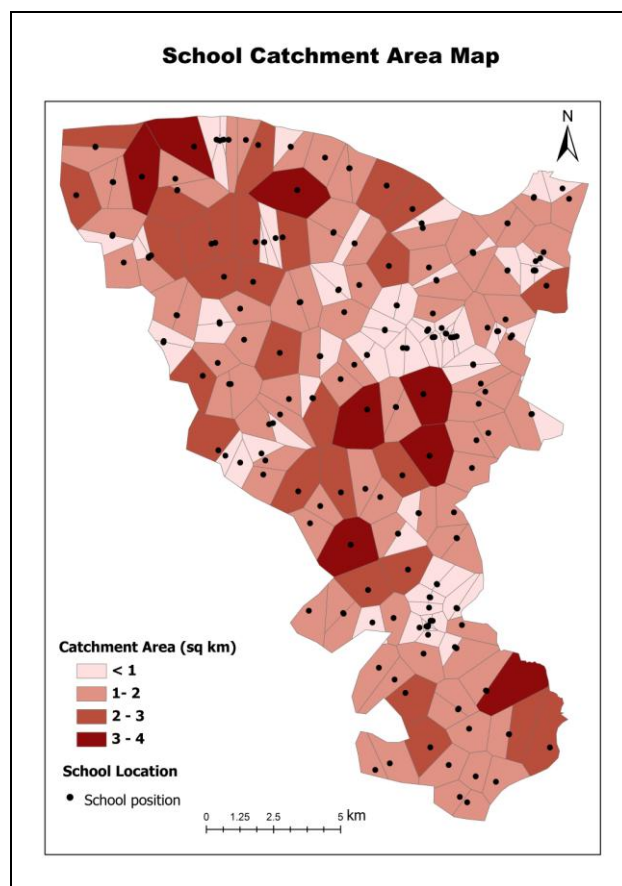 School Catchment Area Map
N
Catchment Area (sq km)
< 1
1- 2
2 - 3
3 - 4
School Location
School position
0 1.25 2.5 5 km